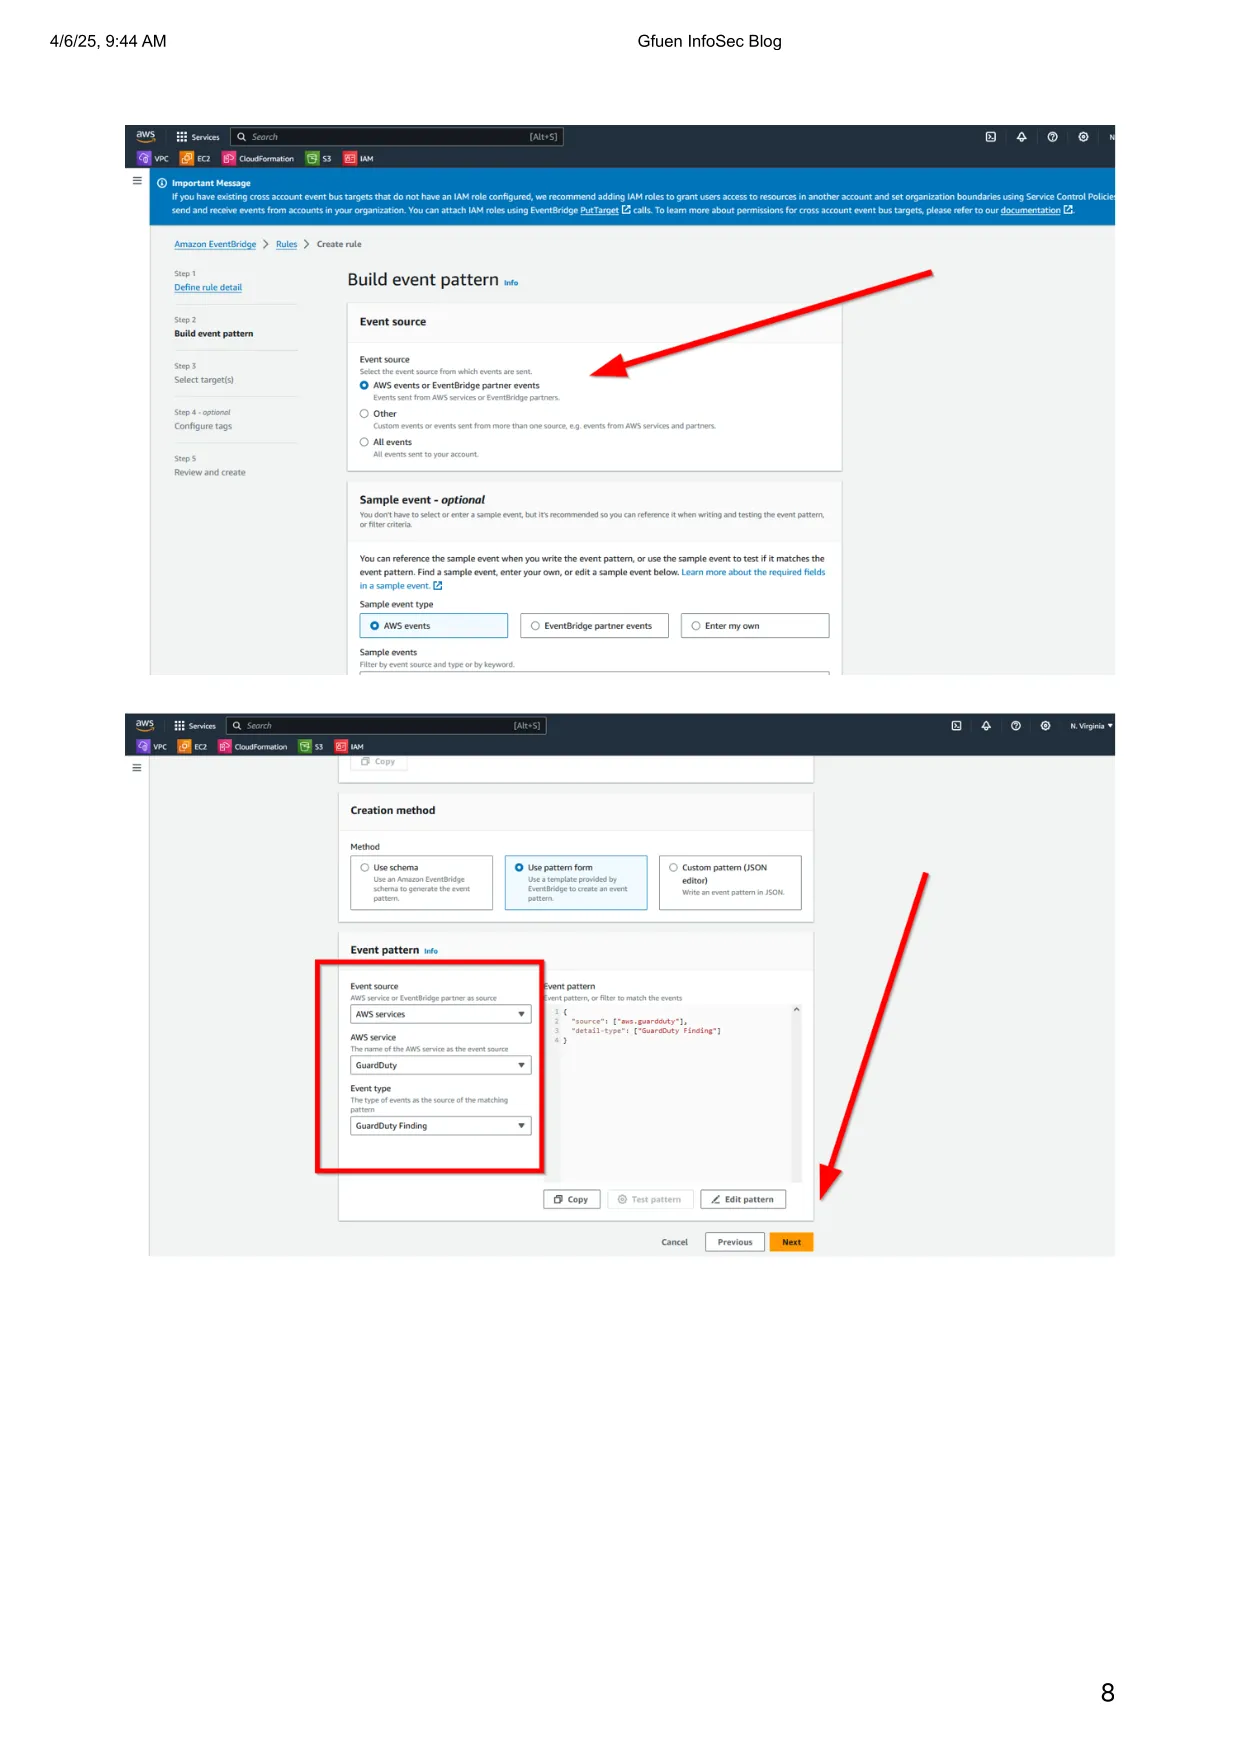 4/6/25, 9:44 AM
Gfuen InfoSec Blog
aws
Services
Search
[Alt+S]
VPC
EC2
CloudFormation
S3
IAM
Important Message
If you have existing cross account event bus targets that do not have an IAM role configured, we recommend adding IAM roles to grant users access to resources in another account and set organization boundaries using Service Control Policies
send and receive events from accounts in your organization. You can attach IAM roles using EventBridge PutTarget calls. To learn more about permissions for cross account event bus targets, please refer to our documentation.
Amazon EventBridge > Rules > Create rule
Step 1
Define rule detail
Step 2
Build event pattern
Step 3
Select target(s)
Step 4 - optional
Configure tags
Step 5
Review and create
Build event pattern Info
Event source
Event source
Select the event source from which events are sent.
AWS events or EventBridge partner events
Events sent from AWS services or EventBridge partners.
Other
Custom events or events sent from more than one source, e.g. events from AWS services and partners.
All events
All events sent to your account.
Sample event - optional
You don't have to select or enter a sample event, but it's recommended so you can reference it when writing and testing the event pattern,
or filter criteria.
You can reference the sample event when you write the event pattern, or use the sample event to test if it matches the
event pattern. Find a sample event, enter your own, or edit a sample event below. Learn more about the required fields
in a sample event.
Sample event type
AWS events
EventBridge partner events
Enter my own
Sample events
Filter by event source and type or by keyword.
aws
Services
Search
[Alt+S]
N. Virginia
VPC
EC2
CloudFormation
S3
IAM
Copy
Creation method
Method
Use schema
Use an Amazon EventBridge
schema to generate the event
pattern.
Use pattern form
Use a template provided by
EventBridge to create an event
pattern.
Custom pattern (JSON
editor)
Write an event pattern in JSON.
Event pattern Info
Event source
AWS service or EventBridge partner as source
AWS services
AWS service
The name of the AWS service as the event source
GuardDuty
Event type
The type of events as the source of the matching
pattern
GuardDuty Finding
Event pattern
Event pattern, or filter to match the events
1 {
2 "source": ["aws.guardduty"],
3 "detail-type": ["GuardDuty Finding"]
4 }
Copy
Test pattern
Edit pattern
Cancel
Previous
Next
8